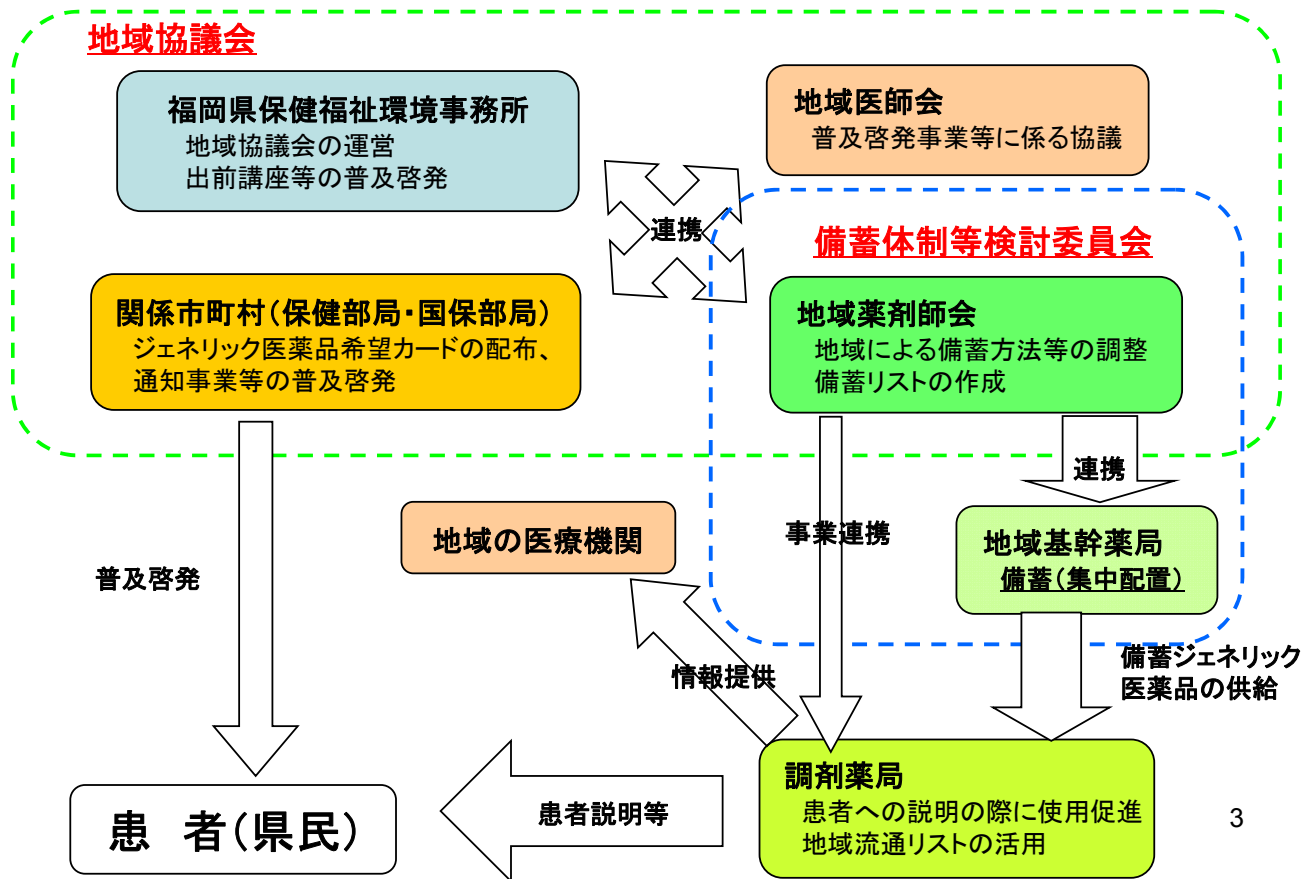 地域協議会
福岡県保健福祉環境事務所
地域協議会の運営
出前講座等の普及啓発
地域医師会
普及啓発事業等に係る協議
連携
備蓄体制等検討委員会
関係市町村(保健部局・国保部局)
ジェネリック医薬品希望カードの配布、
通知事業等の普及啓発
地域薬剤師会
地域による備蓄方法等の調整
備蓄リストの作成
連携
地域の医療機関
事業連携
地域基幹薬局
備蓄(集中配置)
普及啓発
情報提供
備蓄ジェネリック
医薬品の供給
調剤薬局
患者への説明の際に使用促進
地域流通リストの活用
患者説明等
患　者(県民)
3